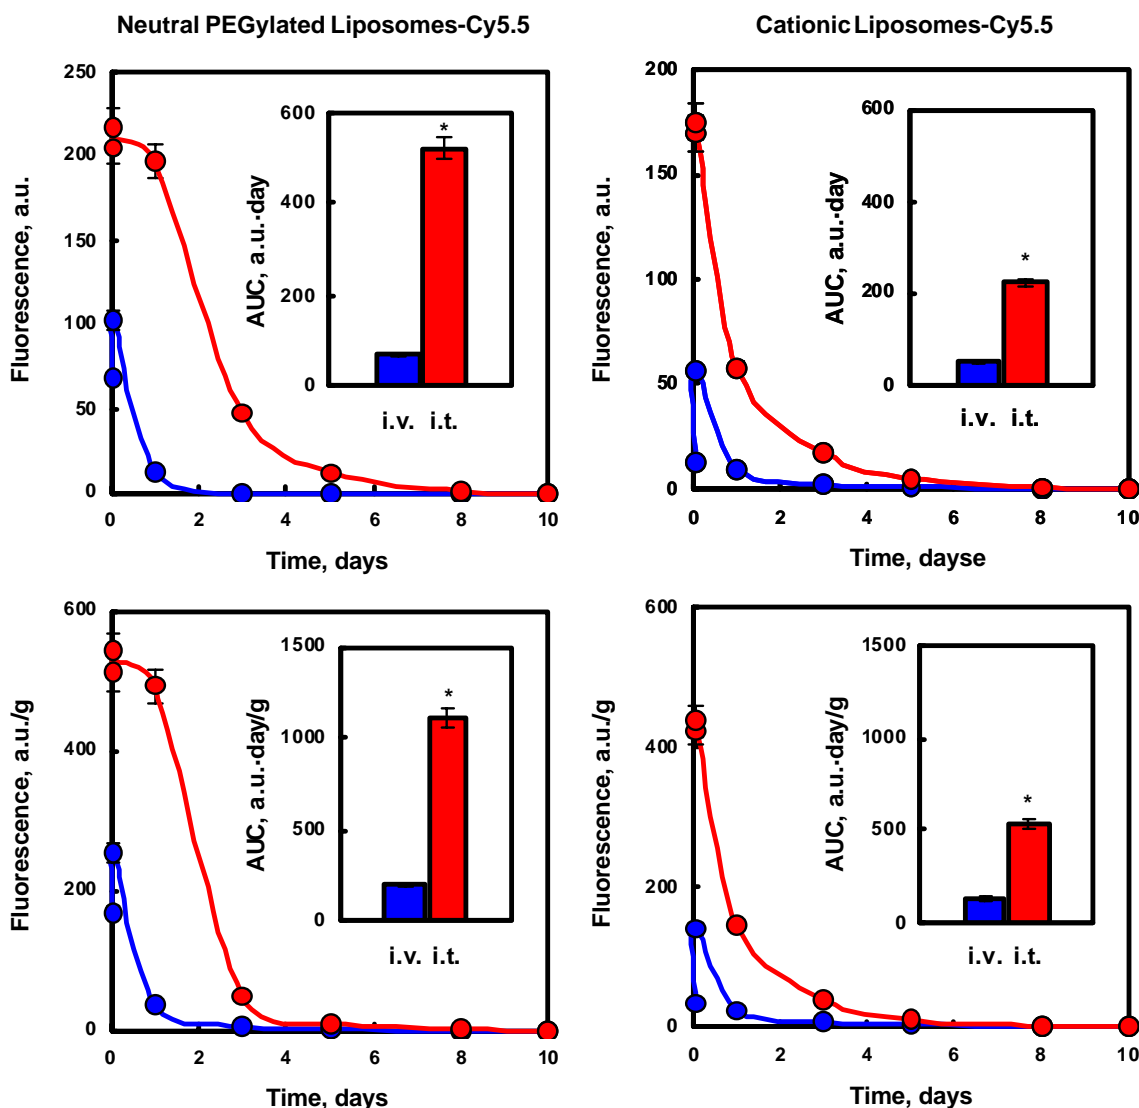 Neutral PEGylated Liposomes-Cy5.5
Cationic Liposomes-Cy5.5
Fluorescence, a.u.
250
200
150
100
50
0
0 2 4 6 8 10
Time, days
AUC, a.u.·day
600
400
200
0
*
i.v. i.t.
Fluorescence, a.u.
200
150
100
50
0
0 2 4 6 8 10
Time, dayse
AUC, a.u.·day
600
400
200
0
*
i.v. i.t.
Fluorescence, a.u./g
600
400
200
0
0 2 4 6 8 10
Time, days
AUC, a.u.·day/g
1500
1000
500
0
*
i.v. i.t.
Fluorescence, a.u./g
600
400
200
0
0 2 4 6 8 10
Time, days
AUC, a.u.·day/g
1500
1000
500
0
*
i.v. i.t.